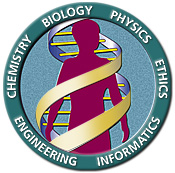 CHEMISTRY BIOLOGY PHYSICS ETHICS
ENGINEERING INFORMATICS